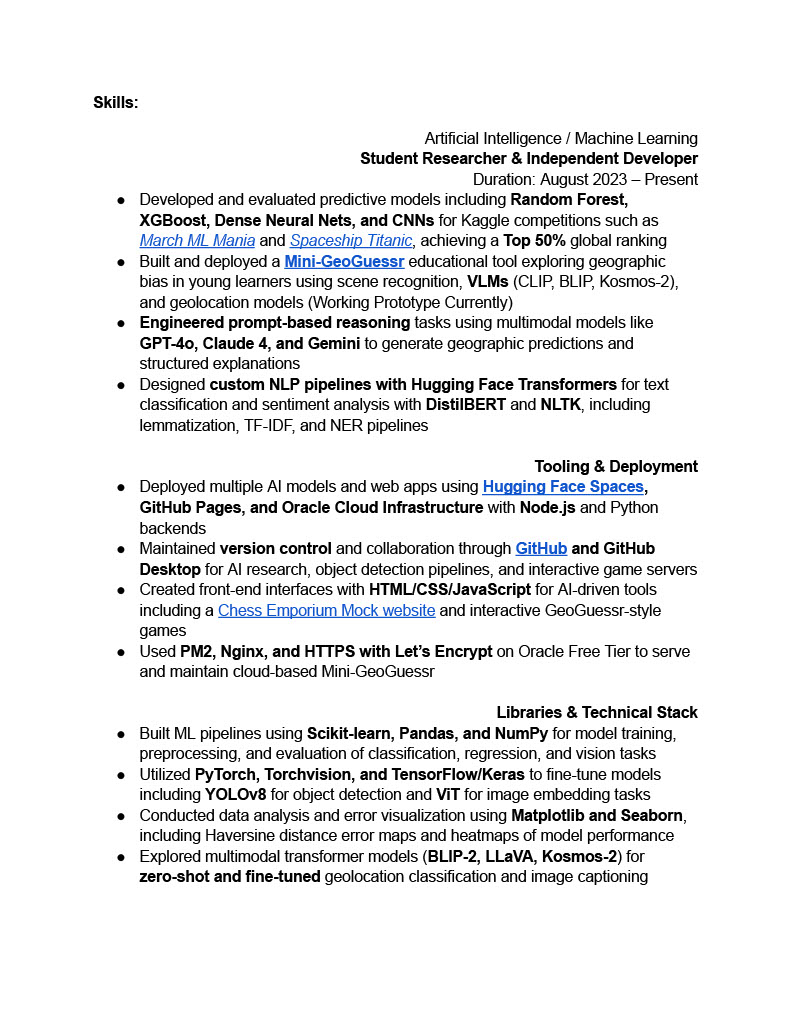 Skills:
Artificial Intelligence / Machine Learning
Student Researcher & Independent Developer
Duration: August 2023 – Present
● Developed and evaluated predictive models including Random Forest,
XGBoost, Dense Neural Nets, and CNNs for Kaggle competitions such as
March ML Mania and Spaceship Titanic, achieving a Top 50% global ranking
● Built and deployed a Mini-GeoGuessr educational tool exploring geographic
bias in young learners using scene recognition, VLMs (CLIP, BLIP, Kosmos-2),
and geolocation models (Working Prototype Currently)
● Engineered prompt-based reasoning tasks using multimodal models like
GPT-4o, Claude 4, and Gemini to generate geographic predictions and
structured explanations
● Designed custom NLP pipelines with Hugging Face Transformers for text
classification and sentiment analysis with DistilBERT and NLTK, including
lemmatization, TF-IDF, and NER pipelines
Tooling & Deployment
● Deployed multiple AI models and web apps using Hugging Face Spaces,
GitHub Pages, and Oracle Cloud Infrastructure with Node.js and Python
backends
● Maintained version control and collaboration through GitHub and GitHub
Desktop for AI research, object detection pipelines, and interactive game servers
● Created front-end interfaces with HTML/CSS/JavaScript for AI-driven tools
including a Chess Emporium Mock website and interactive GeoGuessr-style
games
● Used PM2, Nginx, and HTTPS with Let’s Encrypt on Oracle Free Tier to serve
and maintain cloud-based Mini-GeoGuessr
Libraries & Technical Stack
● Built ML pipelines using Scikit-learn, Pandas, and NumPy for model training,
preprocessing, and evaluation of classification, regression, and vision tasks
● Utilized PyTorch, Torchvision, and TensorFlow/Keras to fine-tune models
including YOLOv8 for object detection and ViT for image embedding tasks
● Conducted data analysis and error visualization using Matplotlib and Seaborn,
including Haversine distance error maps and heatmaps of model performance
● Explored multimodal transformer models (BLIP-2, LLaVA, Kosmos-2) for
zero-shot and fine-tuned geolocation classification and image captioning